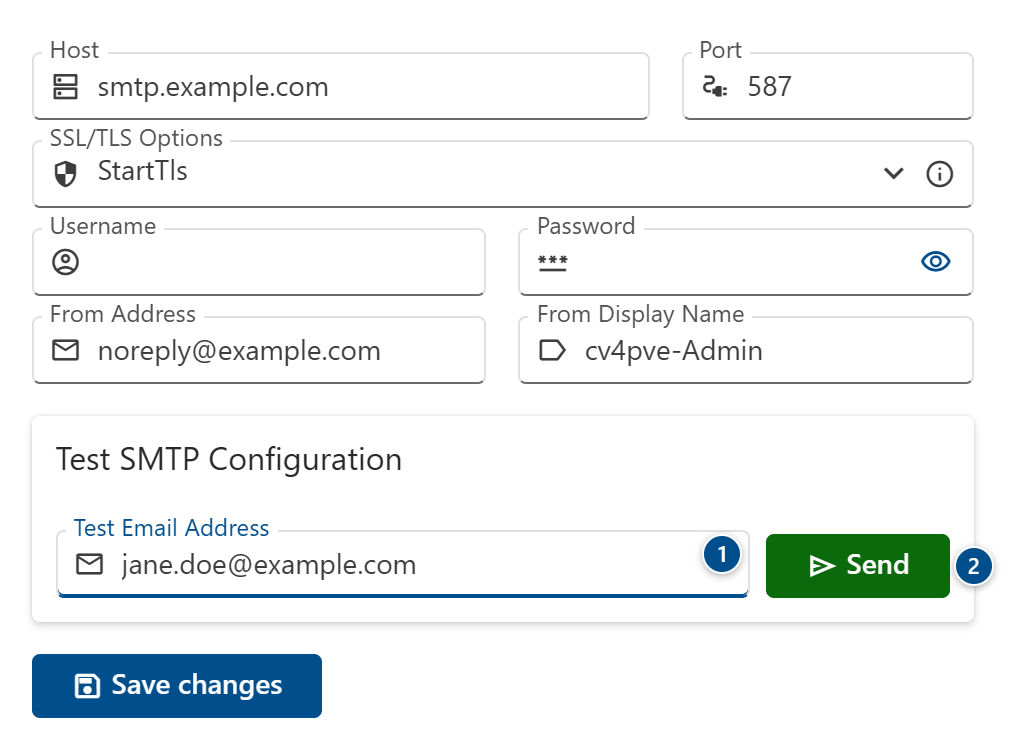 Host
smtp.example.com
Port
587
SSL/TLS Options
StartTls
Username
Password
From Address
noreply@example.com
From Display Name
cv4pve-Admin
Test SMTP Configuration
Test Email Address
jane.doe@example.com
1
Send
2
Save changes